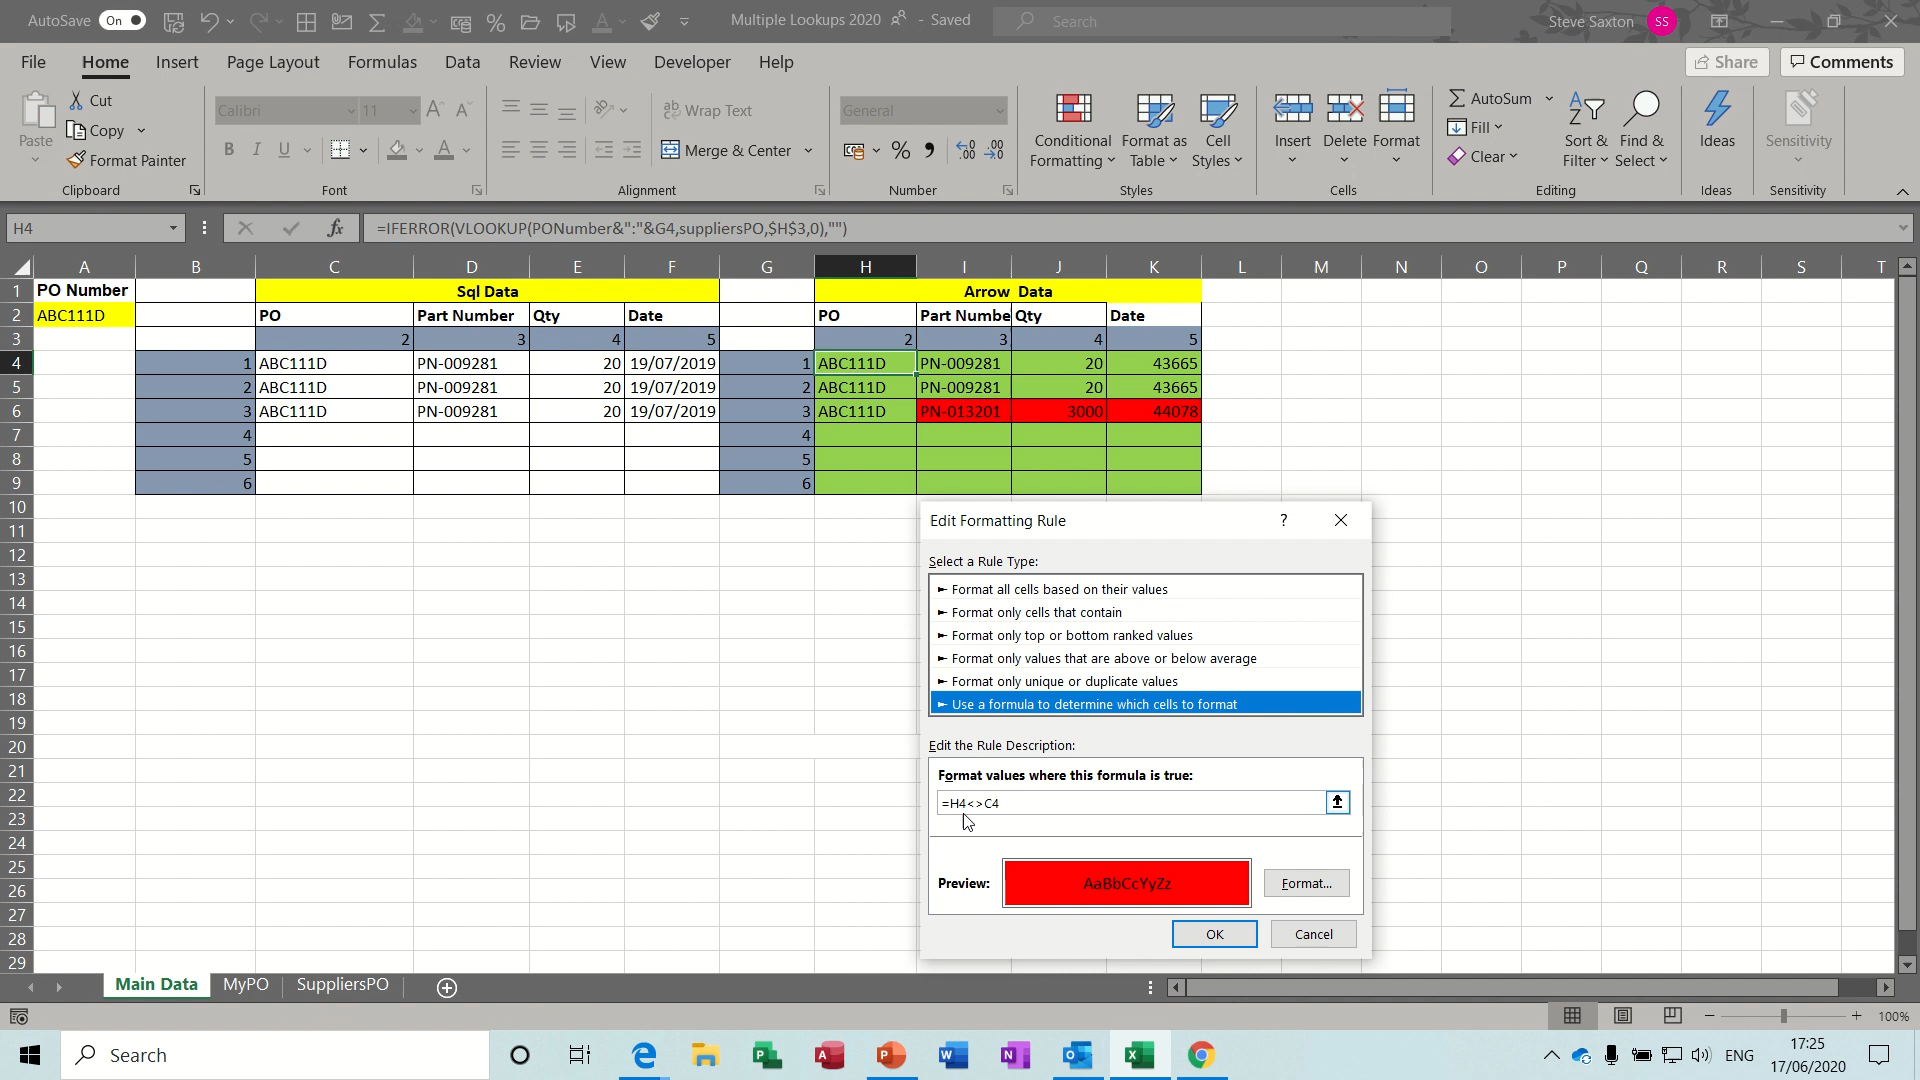 AutoSave On Multiple Lookups 2020 - Saved Search Steve Saxton SS
File Home Insert Page Layout Formulas Data Review View Developer Help Share Comments
Paste Cut Copy Format Painter Clipboard
Calibri 11 A A B I U A Font
ab Wrap Text Merge & Center Alignment
General % Number
Conditional Formatting Format as Table Cell Styles Styles
Insert Delete Format Cells
AutoSum Fill Clear Sort & Filter Find & Select Editing
Ideas Ideas
Sensitivity Sensitivity
H4 fx =IFERROR(VLOOKUP(PONumber&":"&G4,suppliersPO,$H$3,0),"")
A B C D E F G H I J K L M N O P Q R S T
1 PO Number Sql Data Arrow Data
2 ABC111D PO Part Number Qty Date PO Part Numbe Qty Date
3 2 3 4 5 2 3 4 5
4 1 ABC111D PN-009281 20 19/07/2019 1 ABC111D PN-009281 20 43665
5 2 ABC111D PN-009281 20 19/07/2019 2 ABC111D PN-009281 20 43665
6 3 ABC111D PN-009281 20 19/07/2019 3 ABC111D PN-013201 3000 44078
7 4 4
8 5 5
9 6 6
10
11
12
13
14
15
16
17
18
19
20
21
22
23
24
25
26
27
28
29
Edit Formatting Rule ?
Select a Rule Type:
► Format all cells based on their values
► Format only cells that contain
► Format only top or bottom ranked values
► Format only values that are above or below average
► Format only unique or duplicate values
► Use a formula to determine which cells to format
Edit the Rule Description:
Format values where this formula is true:
=H4<>C4
Preview: AaBbCcYyZz Format...
OK Cancel
Main Data MyPO SuppliersPO
100%
Search ENG 17:25
17/06/2020